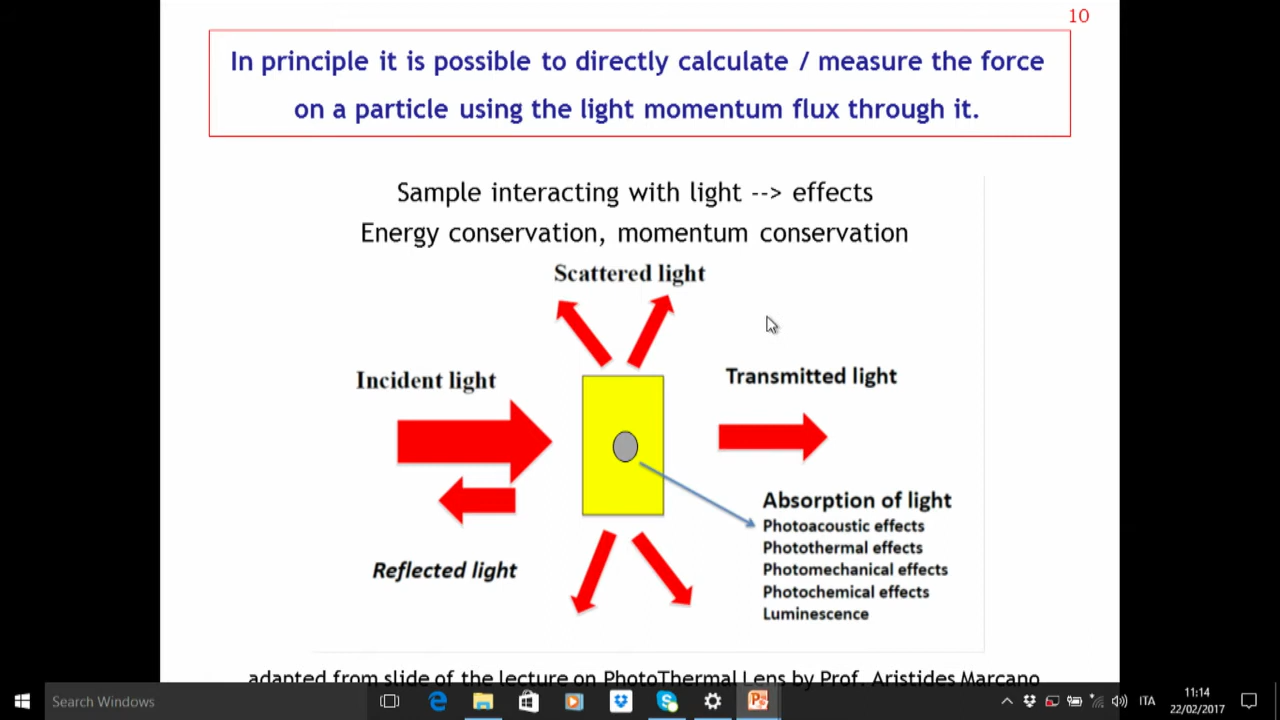 10
In principle it is possible to directly calculate / measure the force
on a particle using the light momentum flux through it.
Sample interacting with light --> effects
Energy conservation, momentum conservation
Scattered light
Incident light
Transmitted light
Absorption of light
Photoacoustic effects
Photothermal effects
Photomechanical effects
Photochemical effects
Luminescence
Reflected light
adapted from slide of the lecture on PhotoThermal Lens by Prof. Aristides Marcano
Search Windows
ITA
11:14
22/02/2017